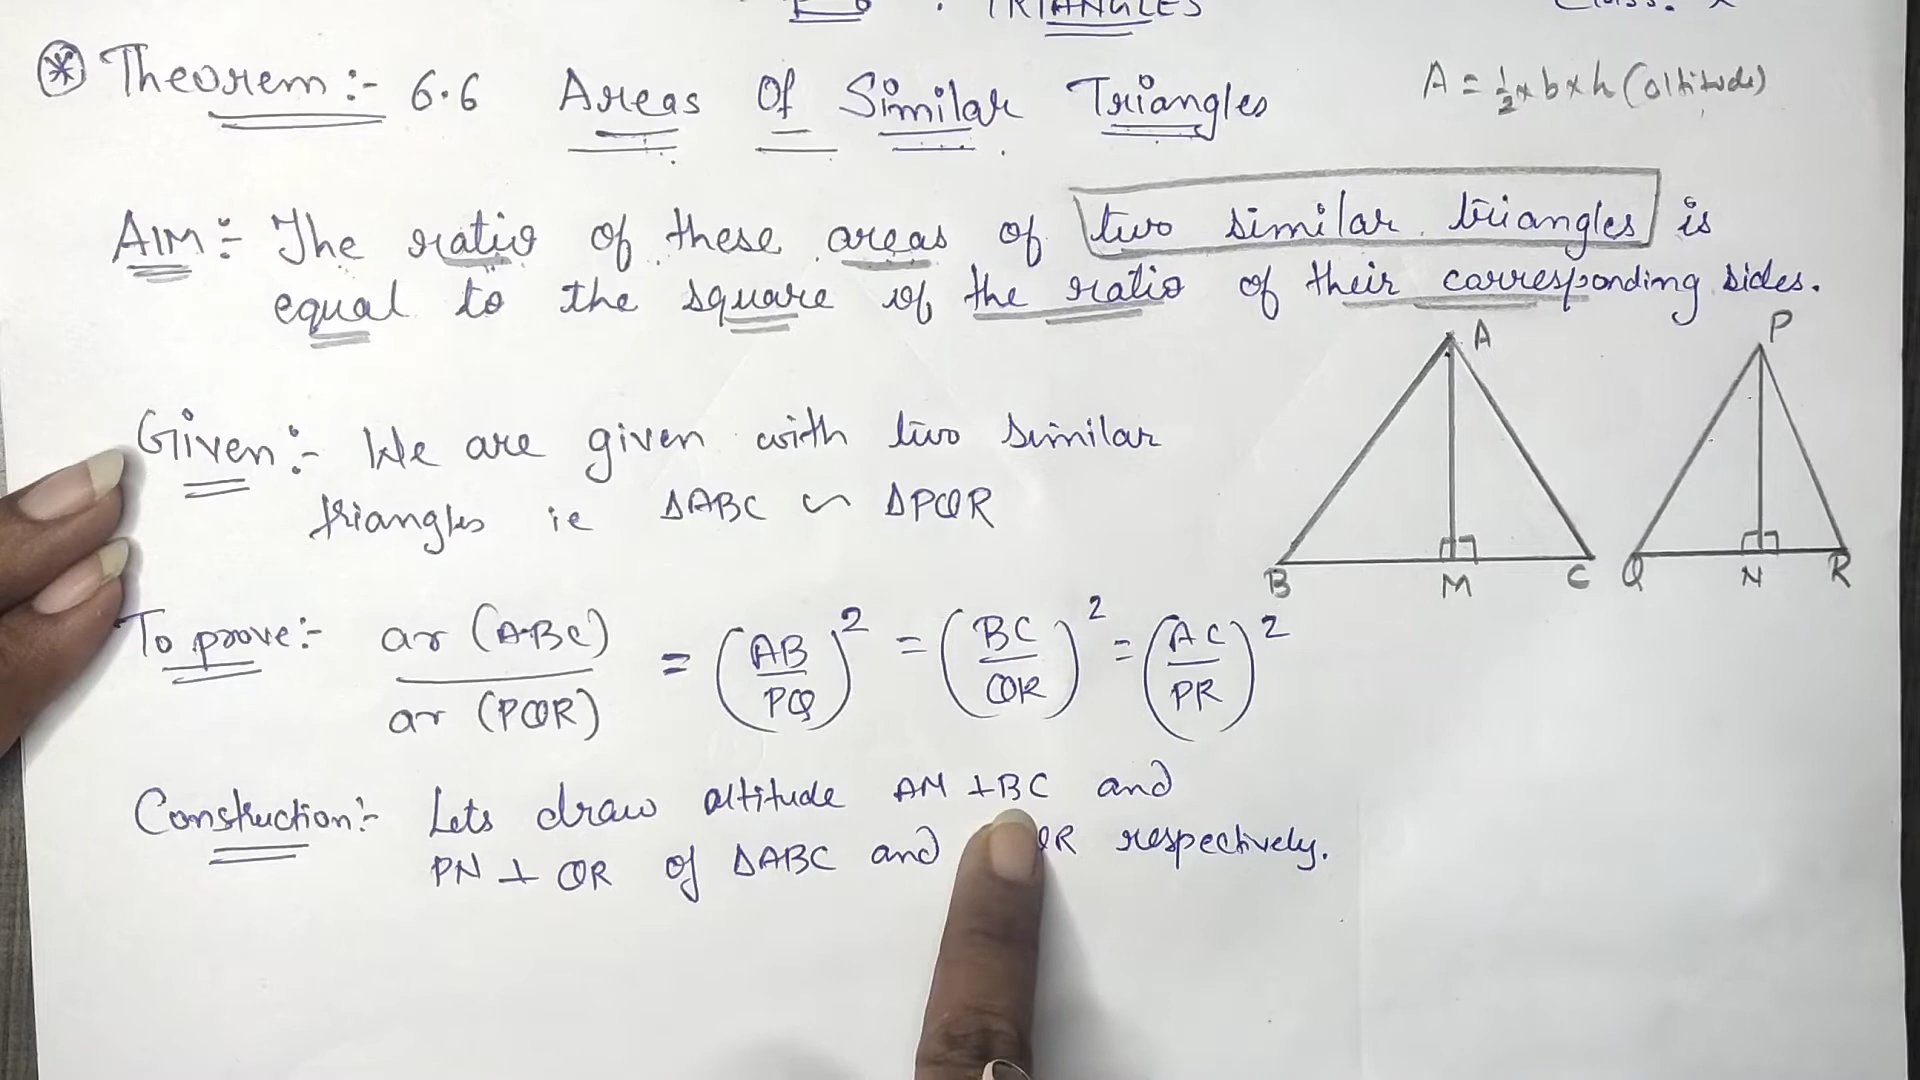 TRIANGLES
Theorem :- 6.6 Areas Of Similar Triangles
A = 1/2 x b x h (altitude)
AIM :- The ratio of these areas of two similar triangles is
equal to the square of the ratio of their corresponding sides.
A
P
B M C
Q N R
Given :- We are given with two similar
triangles ie ΔABC ∽ ΔPQR
To prove :- ar (ABC) / ar (PQR) = (AB/PQ)² = (BC/QR)² = (AC/PR)²
Construction :- Lets draw altitude AM ⊥ BC and
PN ⊥ QR of ΔABC and QR respectively.